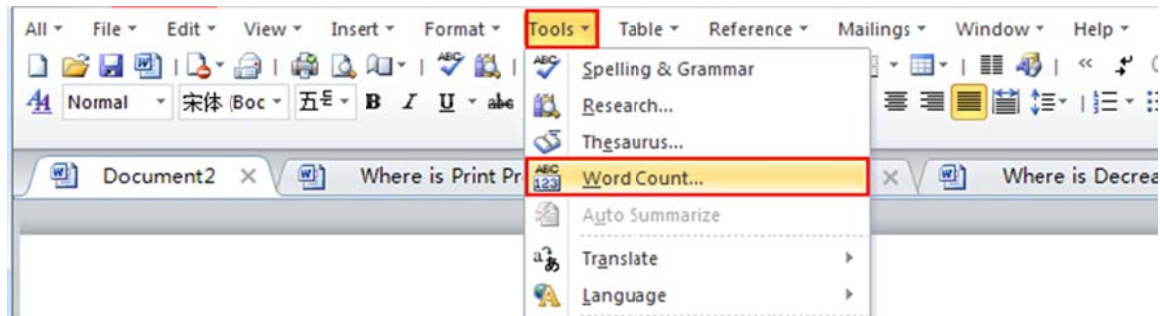 All File Edit View Insert Format Tools Table Reference Mailings Window Help
Spelling & Grammar
Normal 宋体 (Boc 五号 B I U abc
Research...
Thesaurus...
Document2 Where is Print Pr
Word Count...
Where is Decrea
Auto Summarize
Translate
Language